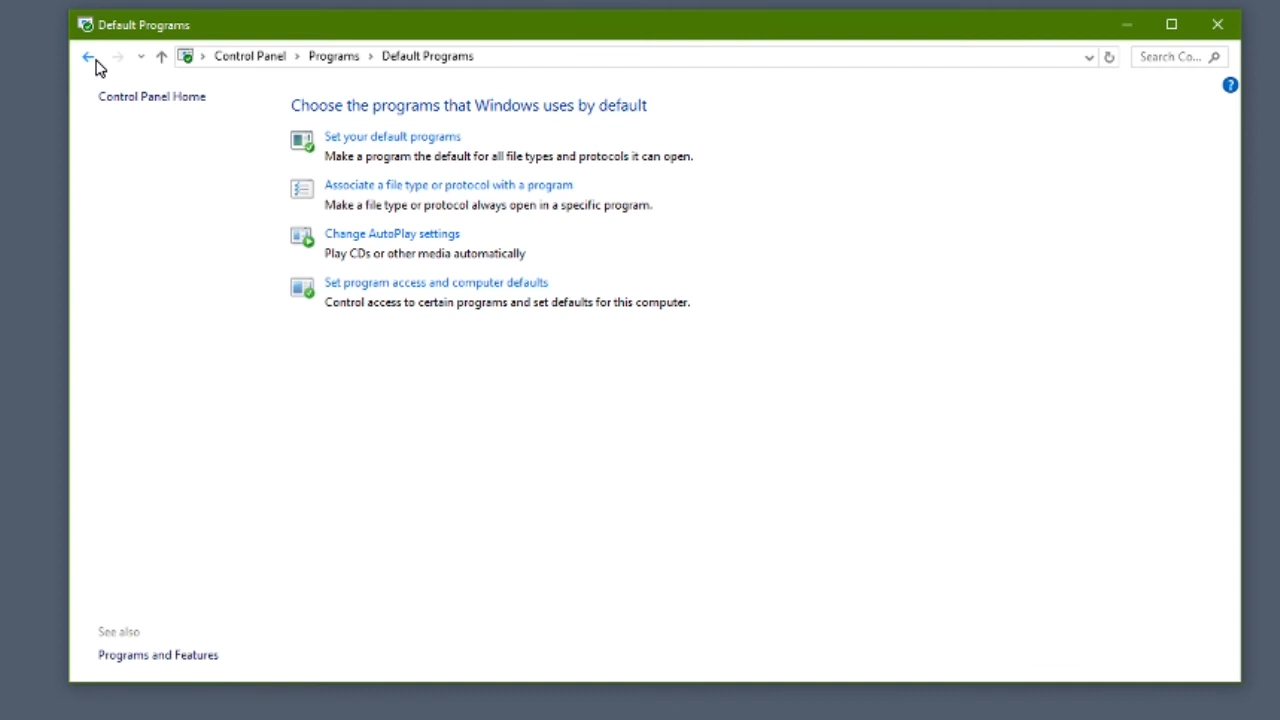 Default Programs
Control Panel > Programs > Default Programs
Search Co...
Control Panel Home
Choose the programs that Windows uses by default
Set your default programs
Make a program the default for all file types and protocols it can open.
Associate a file type or protocol with a program
Make a file type or protocol always open in a specific program.
Change AutoPlay settings
Play CDs or other media automatically
Set program access and computer defaults
Control access to certain programs and set defaults for this computer.
See also
Programs and Features